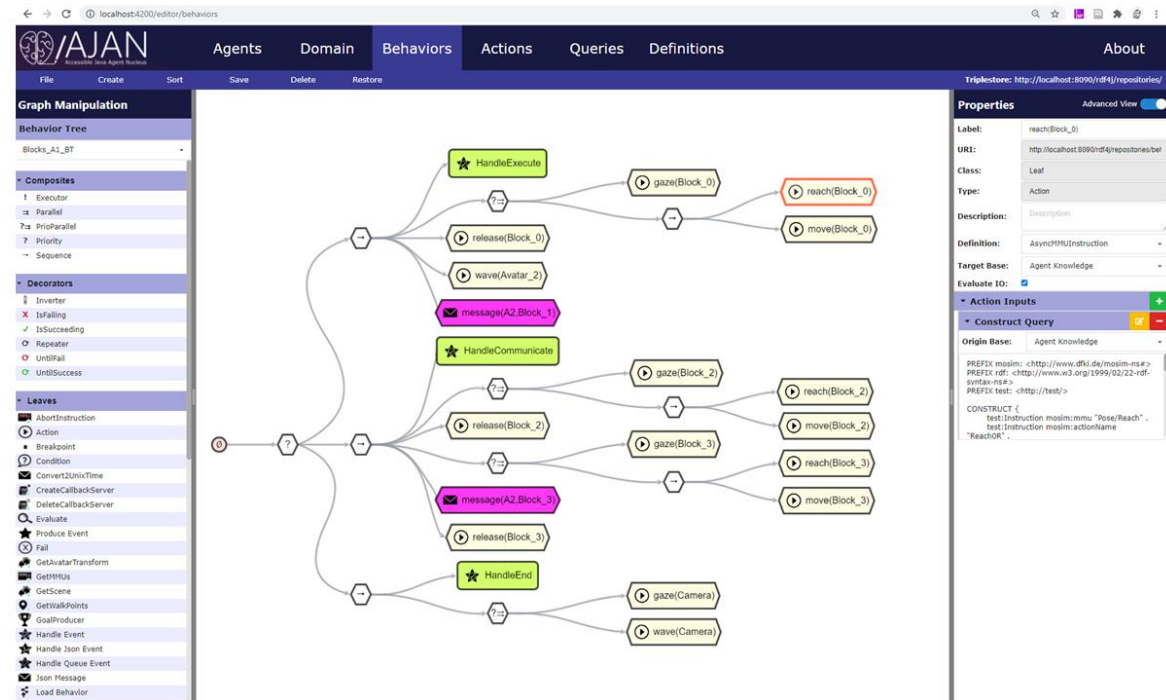 localhost:4200/editor/behaviors
AJAN
Accessible Java Agent Nucleus
Agents Domain Behaviors Actions Queries Definitions About
File Create Sort Save Delete Restore Triplestore: http://localhost:8090/rdf4j/repositories/
Graph Manipulation
Behavior Tree
Blocks_A1_BT
Composites
! Executor
Parallel
PrioParallel
? Priority
→ Sequence
Decorators
Inverter
X IsFailing
✓ IsSucceeding
Repeater
UntilFail
UntilSuccess
Leaves
AbortInstruction
Action
Breakpoint
Condition
Convert2UnixTime
CreateCallbackServer
DeleteCallbackServer
Evaluate
Produce Event
Fail
GetAvatarTransform
GetMMUs
GetScene
GetWalkPoints
GoalProducer
Handle Event
Handle Json Event
Handle Queue Event
Json Message
Load Behavior
HandleExecute
gaze(Block_0)
reach(Block_0)
move(Block_0)
release(Block_0)
wave(Avatar_2)
message(A2,Block_1)
HandleCommunicate
gaze(Block_2)
reach(Block_2)
move(Block_2)
release(Block_2)
gaze(Block_3)
reach(Block_3)
move(Block_3)
message(A2,Block_3)
release(Block_3)
HandleEnd
gaze(Camera)
wave(Camera)
Properties Advanced View
Label: reach(Block_0)
URI: http://localhost:8090/rdf4j/repositories/bef
Class: Leaf
Type: Action
Description: Description
Definition: AsyncMMUInstruction
Target Base: Agent Knowledge
Evaluate IO:
Action Inputs
Construct Query
Origin Base: Agent Knowledge
PREFIX mosim: <http://www.dfki.de/mosim-ns#>
PREFIX rdf: <http://www.w3.org/1999/02/22-rdf-
syntax-ns#>
PREFIX test: <http://test/>
CONSTRUCT {
test:Instruction mosim:mmu "Pose/Reach" .
test:Instruction mosim:actionName
"ReachOR" .